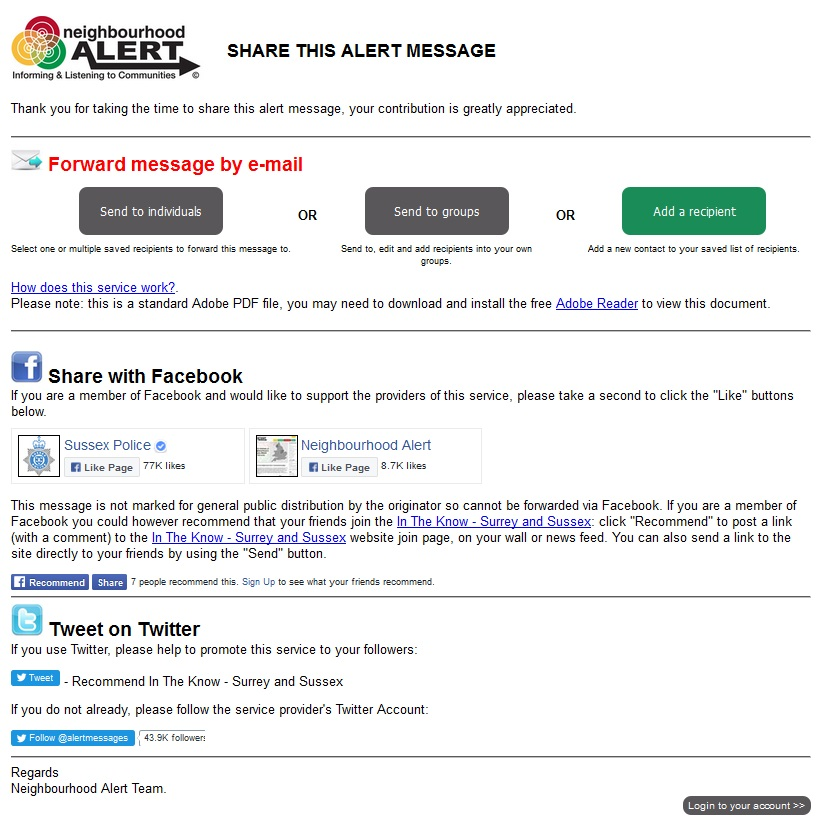 neighbourhood
ALERT
Informing & Listening to Communities ©
SHARE THIS ALERT MESSAGE
Thank you for taking the time to share this alert message, your contribution is greatly appreciated.
Forward message by e-mail
Send to individuals
OR
Send to groups
OR
Add a recipient
Select one or multiple saved recipients to forward this message to.
Send to, edit and add recipients into your own
groups.
Add a new contact to your saved list of recipients.
How does this service work?.
Please note: this is a standard Adobe PDF file, you may need to download and install the free Adobe Reader to view this document.
Share with Facebook
If you are a member of Facebook and would like to support the providers of this service, please take a second to click the "Like" buttons
below.
Sussex Police
Like Page 77K likes
Neighbourhood Alert
Like Page 8.7K likes
This message is not marked for general public distribution by the originator so cannot be forwarded via Facebook. If you are a member of
Facebook you could however recommend that your friends join the In The Know - Surrey and Sussex: click "Recommend" to post a link
(with a comment) to the In The Know - Surrey and Sussex website join page, on your wall or news feed. You can also send a link to the
site directly to your friends by using the "Send" button.
Recommend Share 7 people recommend this. Sign Up to see what your friends recommend.
Tweet on Twitter
If you use Twitter, please help to promote this service to your followers:
Tweet - Recommend In The Know - Surrey and Sussex
If you do not already, please follow the service provider's Twitter Account:
Follow @alertmessages 43.9K followers
Regards
Neighbourhood Alert Team.
Login to your account >>